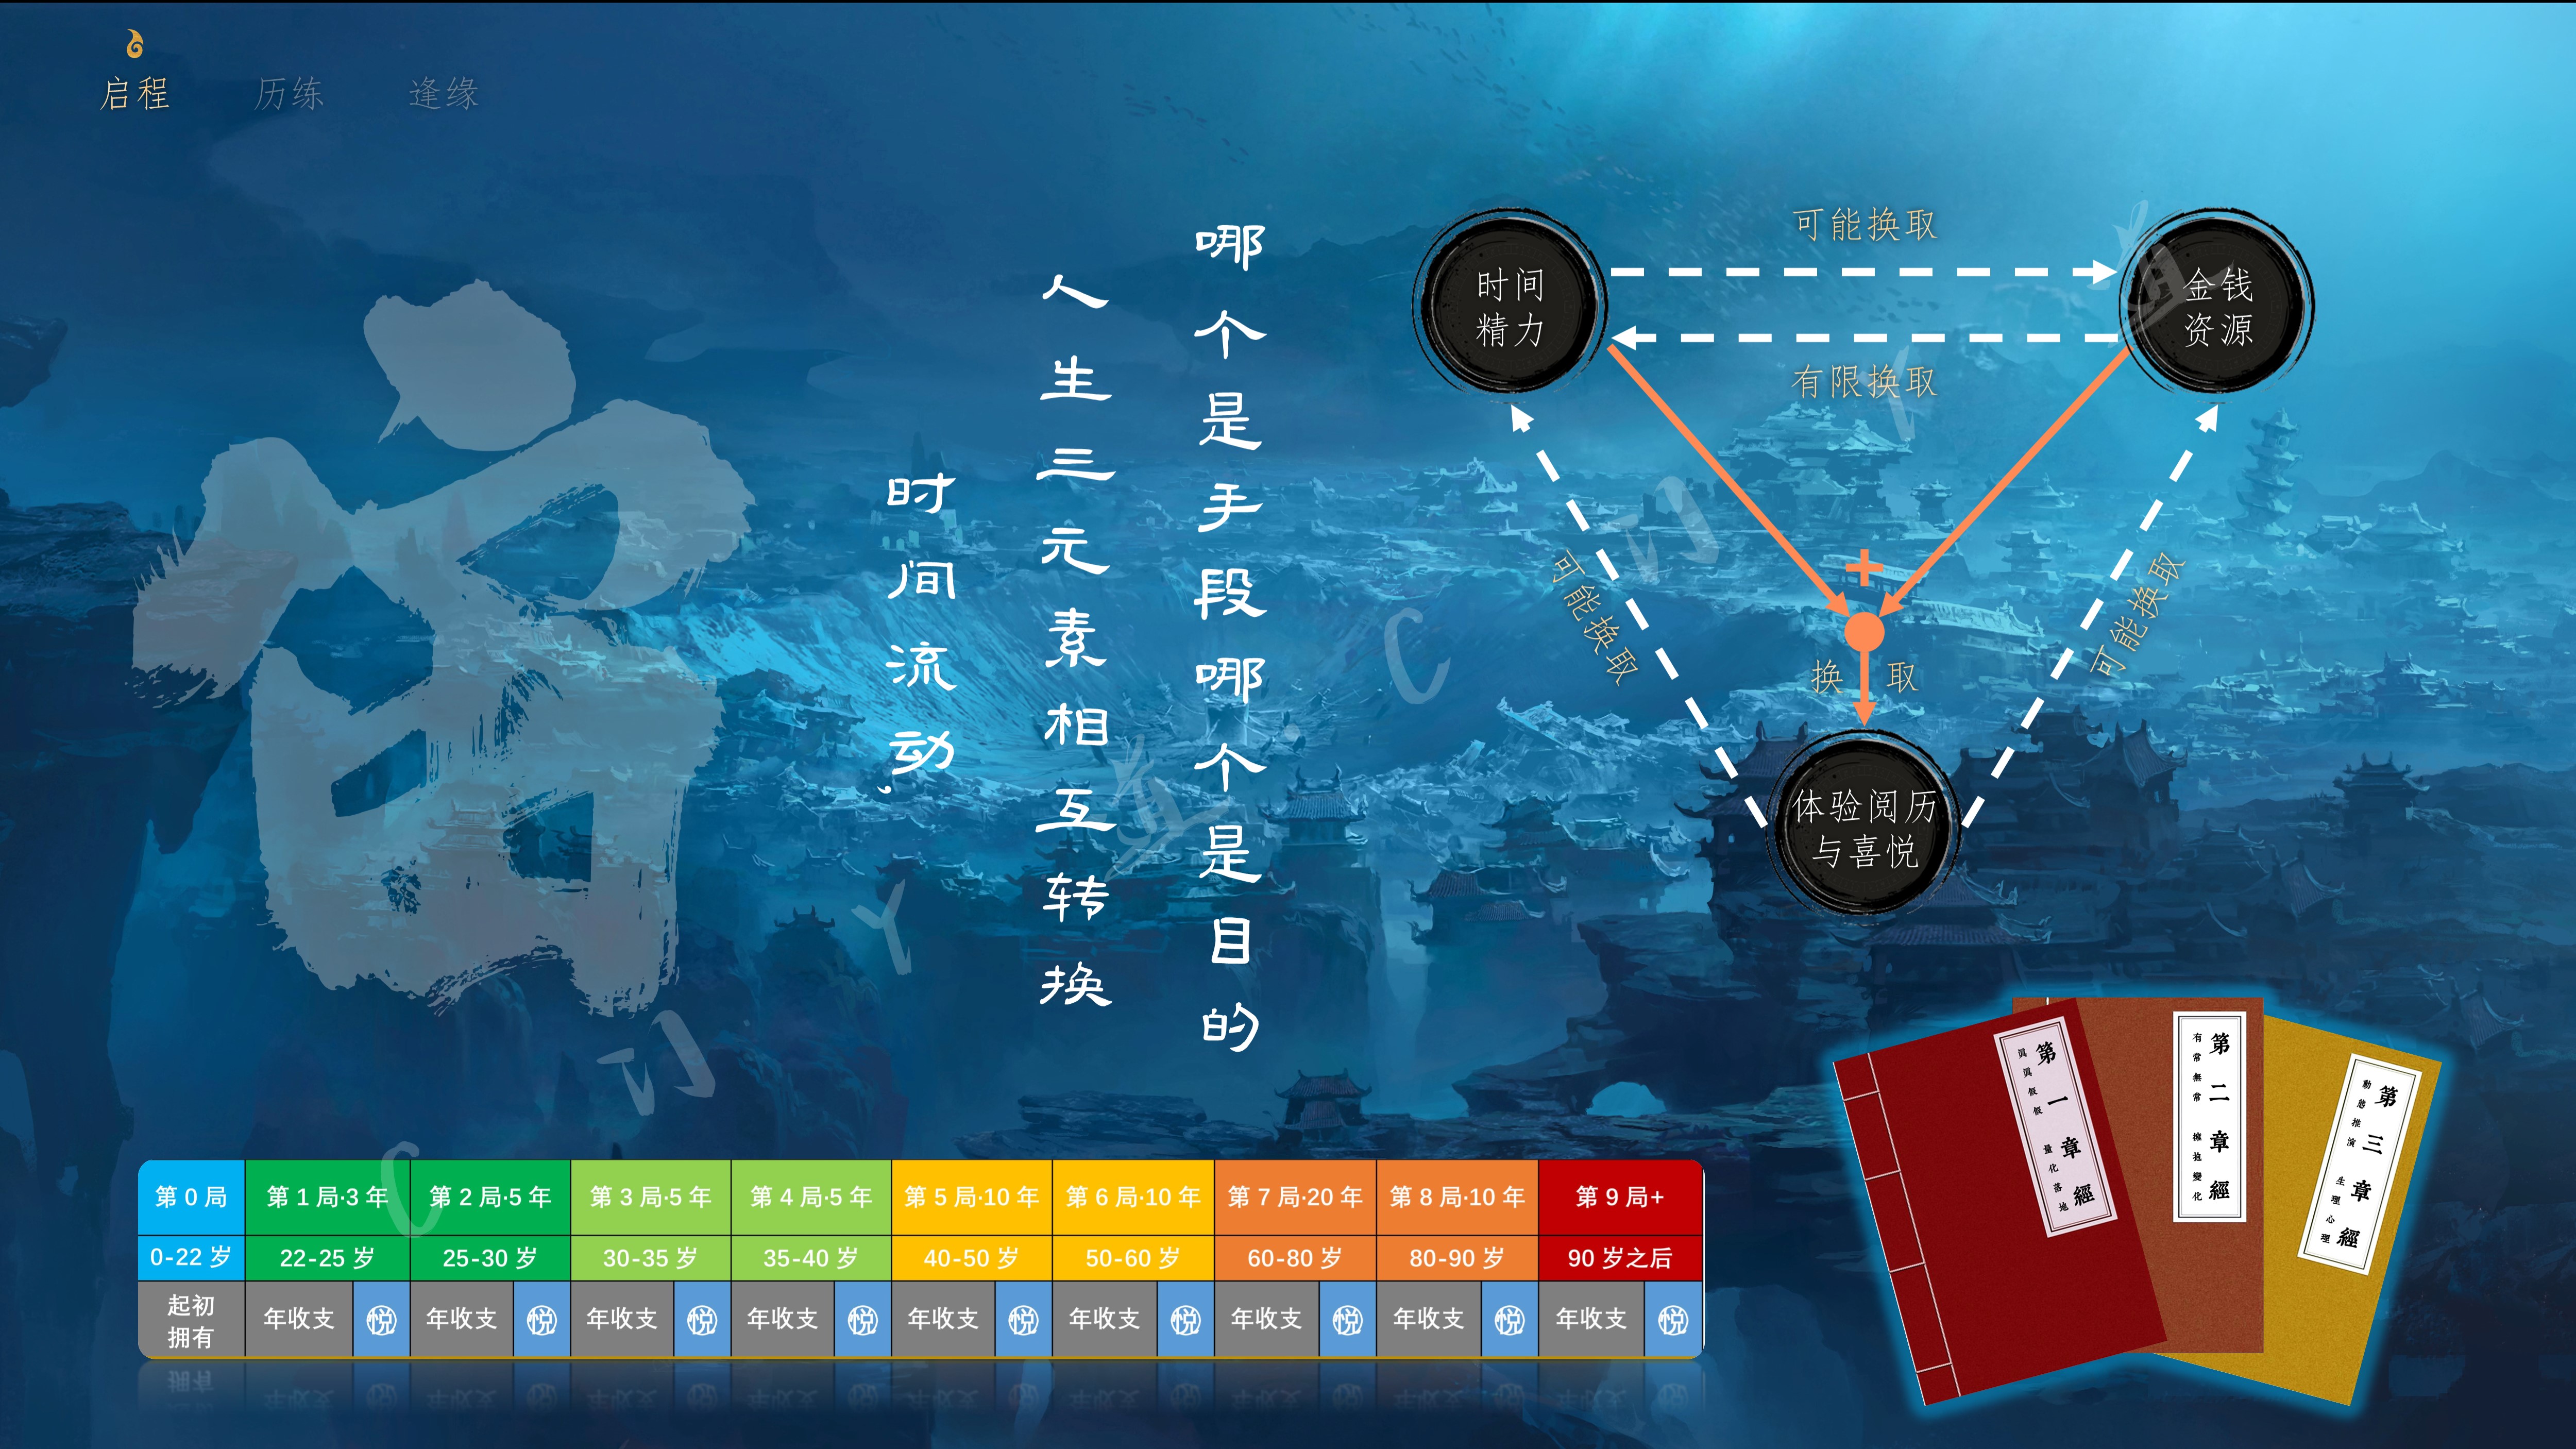 启程
历练
逢缘
时间流动,
人生三元素相互转换
哪个是手段哪个是目的
时间
精力
可能换取
有限换取
金钱
资源
可能换取
换取
可能换取
体验阅历
与喜悦
第一章經
量化落地
第二章經
有常無常 擁抱變化
第三章經
動態推演 生理心理
第 0 局
第 1 局·3 年
第 2 局·5 年
第 3 局·5 年
第 4 局·5 年
第 5 局·10 年
第 6 局·10 年
第 7 局·20 年
第 8 局·10 年
第 9 局+
0-22 岁
22-25 岁
25-30 岁
30-35 岁
35-40 岁
40-50 岁
50-60 岁
60-80 岁
80-90 岁
90 岁之后
起初
拥有
年收支
悦
年收支
悦
年收支
悦
年收支
悦
年收支
悦
年收支
悦
年收支
悦
年收支
悦
年收支
悦